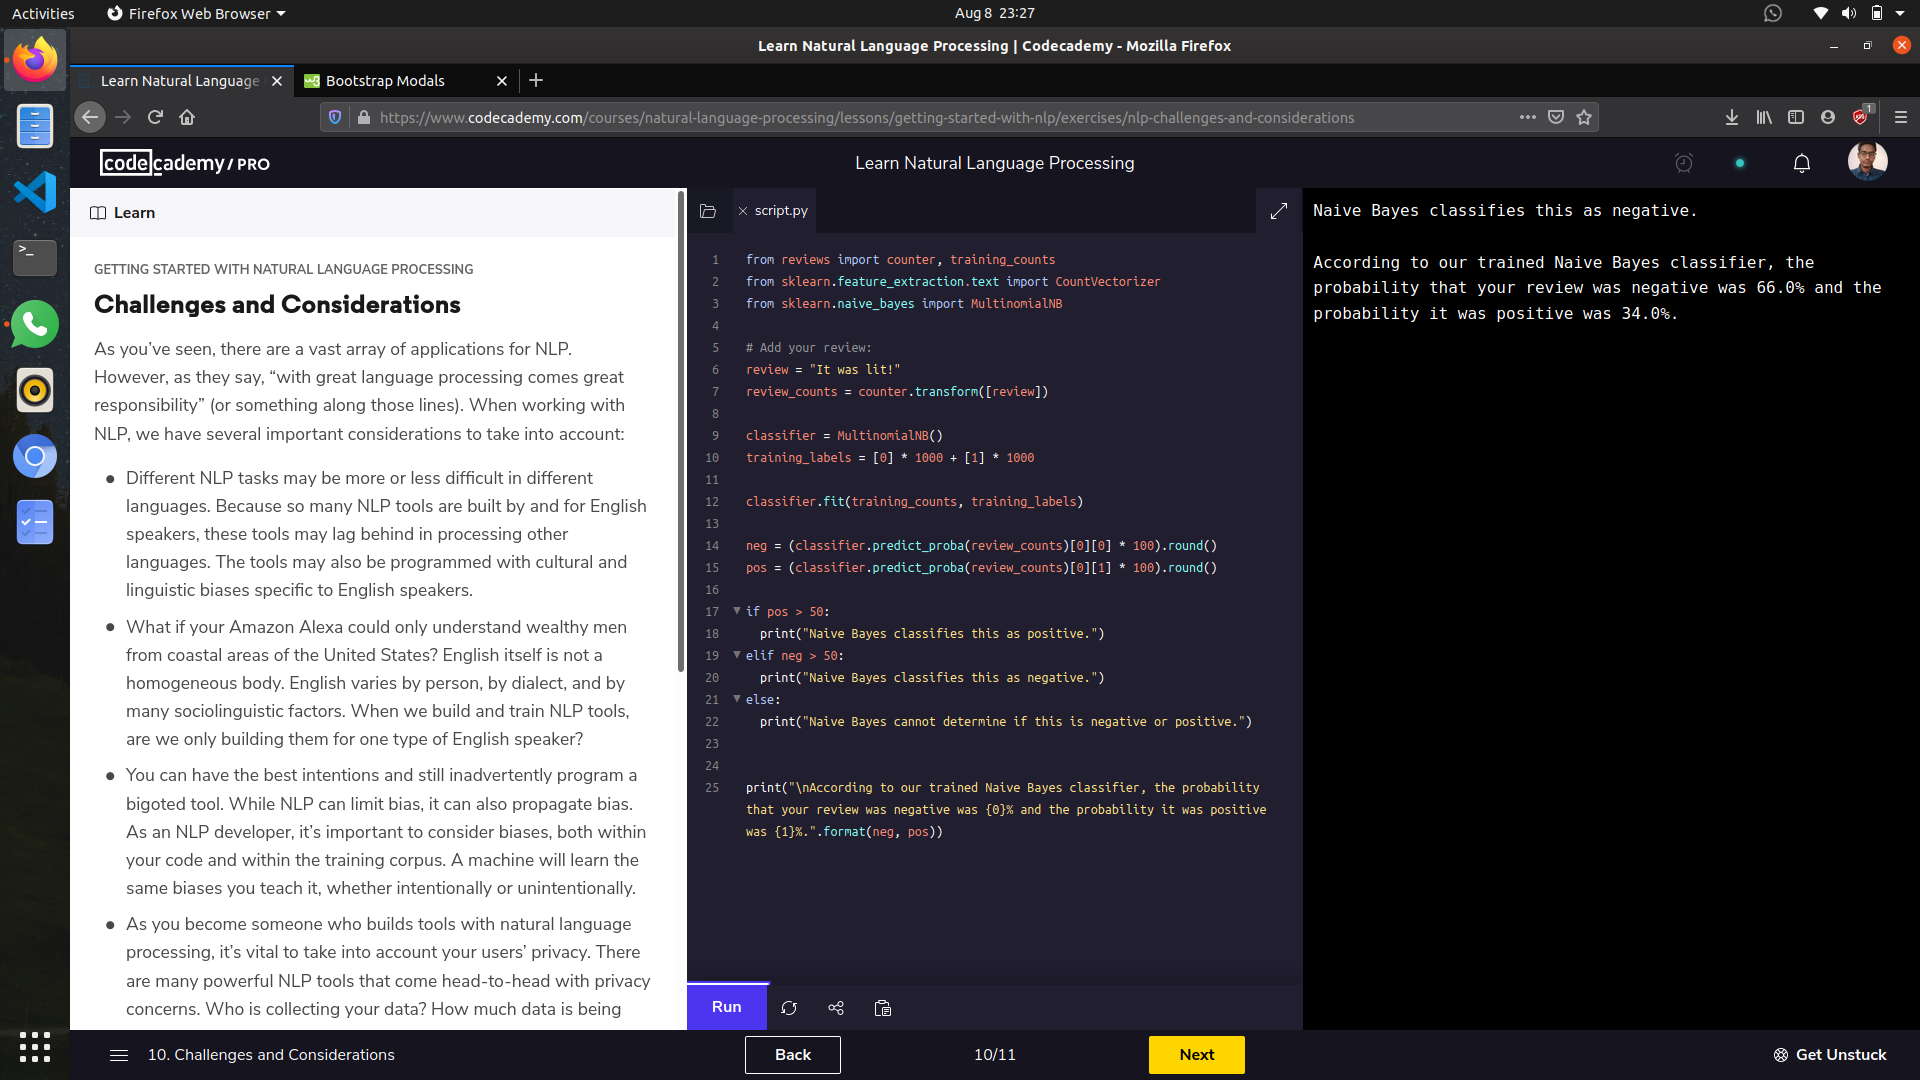 Activities
Firefox Web Browser
Aug 8 23:27
Learn Natural Language Processing | Codecademy - Mozilla Firefox
Learn Natural Language
Bootstrap Modals
https://www.codecademy.com/courses/natural-language-processing/lessons/getting-started-with-nlp/exercises/nlp-challenges-and-considerations
1
codecademy / PRO
Learn Natural Language Processing
Learn
GETTING STARTED WITH NATURAL LANGUAGE PROCESSING
Challenges and Considerations
As you’ve seen, there are a vast array of applications for NLP.
However, as they say, “with great language processing comes great
responsibility” (or something along those lines). When working with
NLP, we have several important considerations to take into account:
● Different NLP tasks may be more or less difficult in different
languages. Because so many NLP tools are built by and for English
speakers, these tools may lag behind in processing other
languages. The tools may also be programmed with cultural and
linguistic biases specific to English speakers.
● What if your Amazon Alexa could only understand wealthy men
from coastal areas of the United States? English itself is not a
homogeneous body. English varies by person, by dialect, and by
many sociolinguistic factors. When we build and train NLP tools,
are we only building them for one type of English speaker?
● You can have the best intentions and still inadvertently program a
bigoted tool. While NLP can limit bias, it can also propagate bias.
As an NLP developer, it’s important to consider biases, both within
your code and within the training corpus. A machine will learn the
same biases you teach it, whether intentionally or unintentionally.
● As you become someone who builds tools with natural language
processing, it’s vital to take into account your users’ privacy. There
are many powerful NLP tools that come head-to-head with privacy
concerns. Who is collecting your data? How much data is being
script.py
1 from reviews import counter, training_counts
2 from sklearn.feature_extraction.text import CountVectorizer
3 from sklearn.naive_bayes import MultinomialNB
4
5 # Add your review:
6 review = "It was lit!"
7 review_counts = counter.transform([review])
8
9 classifier = MultinomialNB()
10 training_labels = [0] * 1000 + [1] * 1000
11
12 classifier.fit(training_counts, training_labels)
13
14 neg = (classifier.predict_proba(review_counts)[0][0] * 100).round()
15 pos = (classifier.predict_proba(review_counts)[0][1] * 100).round()
16
17 if pos > 50:
18 print("Naive Bayes classifies this as positive.")
19 elif neg > 50:
20 print("Naive Bayes classifies this as negative.")
21 else:
22 print("Naive Bayes cannot determine if this is negative or positive.")
23
24
25 print("\nAccording to our trained Naive Bayes classifier, the probability
that your review was negative was {0}% and the probability it was positive
was {1}%.".format(neg, pos))
Naive Bayes classifies this as negative.
According to our trained Naive Bayes classifier, the
probability that your review was negative was 66.0% and the
probability it was positive was 34.0%.
Run
10. Challenges and Considerations
Back
10/11
Next
Get Unstuck